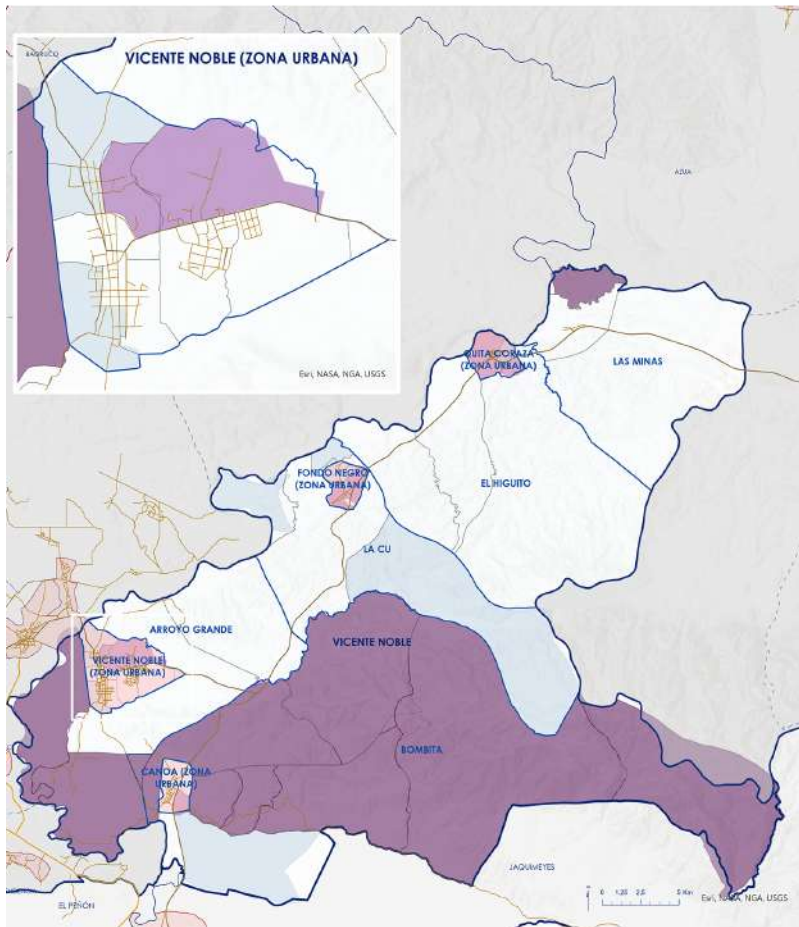 BAORUCO
VICENTE NOBLE (ZONA URBANA)
Esri, NASA, NGA, USGS
AZUA
QUITA CORAZA
(ZONA URBANA)
LAS MINAS
FONDO NEGRO
(ZONA URBANA)
EL HIGUITO
LA CU
ARROYO GRANDE
VICENTE NOBLE
VICENTE NOBLE
(ZONA URBANA)
BOMBITA
CANOA (ZONA
URBANA)
JAQUIMEYES
EL PEÑÓN
0 1.25 2.5 5 Km
Esri, NASA, NGA, USGS